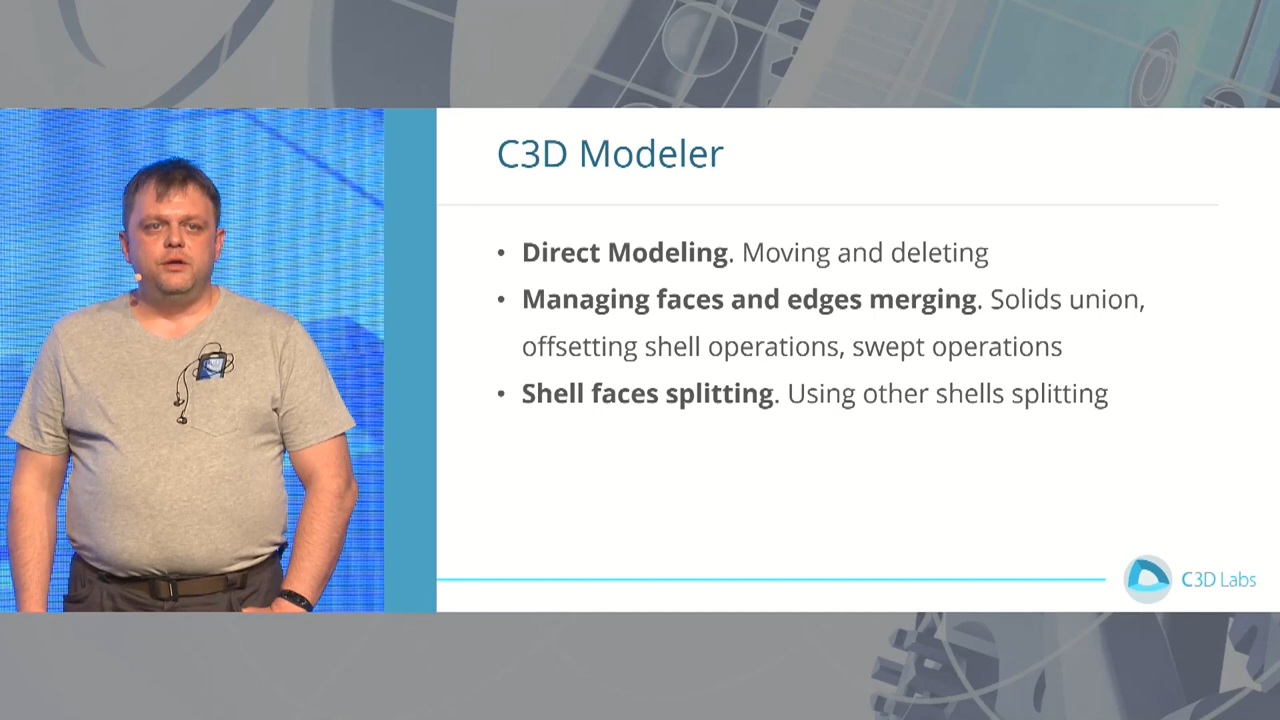 C3D Modeler
• Direct Modeling. Moving and deleting
• Managing faces and edges merging. Solids union,
offsetting shell operations, swept operations
• Shell faces splitting. Using other shells splitting
C3D Labs